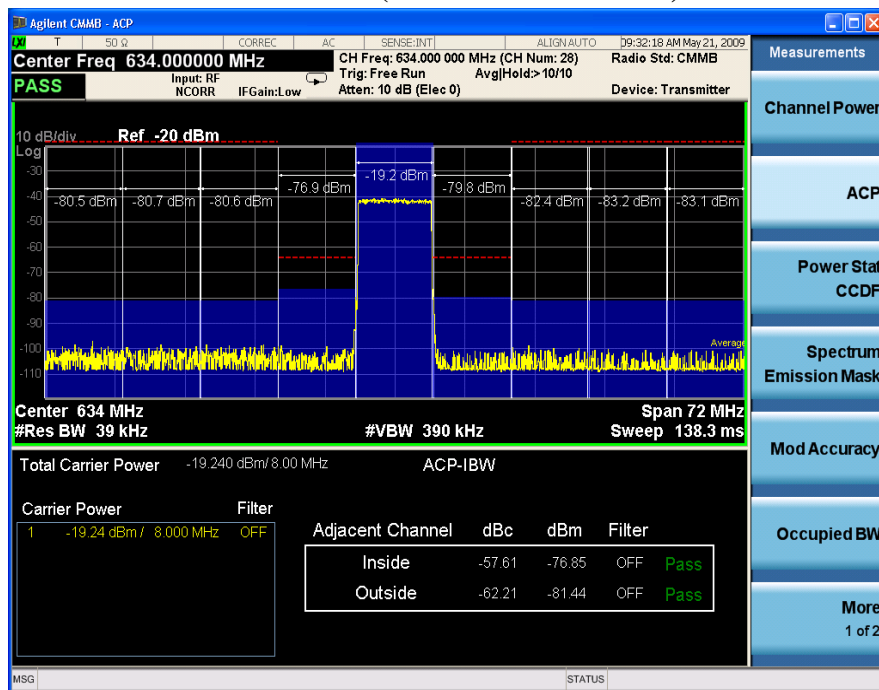 Agilent CMMB - ACP
LXI T 50 Ω CORREC AC SENSE:INT ALIGN AUTO 09:32:18 AM May 21, 2009
Center Freq 634.000000 MHz CH Freq: 634.000 000 MHz (CH Num: 28) Radio Std: CMMB
PASS Input: RF Trig: Free Run Avg|Hold:> 10/10
NCORR IFGain:Low Atten: 10 dB (Elec 0) Device: Transmitter
10 dB/div Ref -20 dBm
Log
-30
-40
-50
-60
-70
-80
-90
-100
-110
-80.5 dBm -80.7 dBm -80.6 dBm -76.9 dBm -19.2 dBm -79.8 dBm -82.4 dBm -83.2 dBm -83.1 dBm
Average
Center 634 MHz Span 72 MHz
#Res BW 39 kHz #VBW 390 kHz Sweep 138.3 ms
Total Carrier Power -19.240 dBm/ 8.00 MHz ACP-IBW
Carrier Power Filter
1 -19.24 dBm / 8.000 MHz OFF
Adjacent Channel dBc dBm Filter
Inside -57.61 -76.85 OFF Pass
Outside -62.21 -81.44 OFF Pass
MSG STATUS
Measurements
Channel Power
ACP
Power Stat
CCDF
Spectrum
Emission Mask
Mod Accuracy
Occupied BW
More
1 of 2